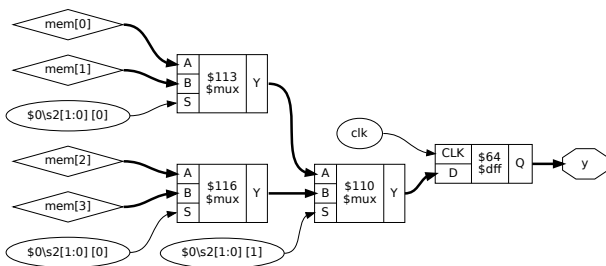 mem[0]
mem[1]
$0\s2[1:0] [0]
A
B
S
$113
$mux
Y
mem[2]
mem[3]
$0\s2[1:0] [0]
A
B
S
$116
$mux
Y
$0\s2[1:0] [1]
A
B
S
$110
$mux
Y
clk
CLK
D
$64
$dff
Q
y